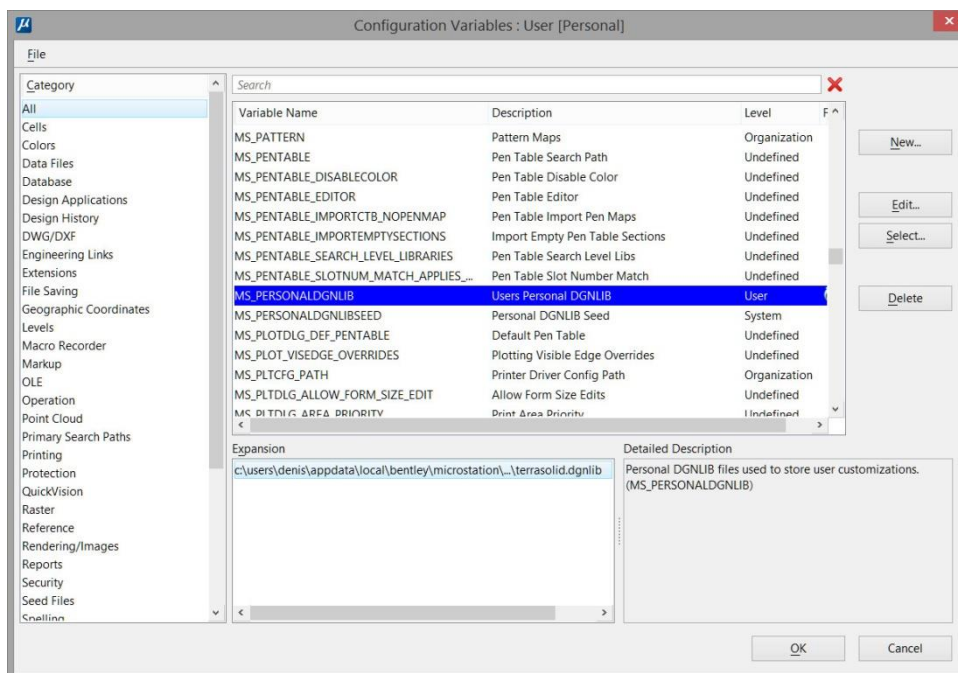 Configuration Variables : User [Personal]
File
Category
All
Cells
Colors
Data Files
Database
Design Applications
Design History
DWG/DXF
Engineering Links
Extensions
File Saving
Geographic Coordinates
Levels
Macro Recorder
Markup
OLE
Operation
Point Cloud
Primary Search Paths
Printing
Protection
QuickVision
Raster
Reference
Rendering/Images
Reports
Security
Seed Files
Spelling
Search
Variable Name Description Level F
MS_PATTERN Pattern Maps Organization
MS_PENTABLE Pen Table Search Path Undefined
MS_PENTABLE_DISABLECOLOR Pen Table Disable Color Undefined
MS_PENTABLE_EDITOR Pen Table Editor Undefined
MS_PENTABLE_IMPORTCTB_NOPENMAP Pen Table Import Pen Maps Undefined
MS_PENTABLE_IMPORTEMPTYSECTIONS Import Empty Pen Table Sections Undefined
MS_PENTABLE_SEARCH_LEVEL_LIBRARIES Pen Table Search Level Libs Undefined
MS_PENTABLE_SLOTNUM_MATCH_APPLIES_... Pen Table Slot Number Match Undefined
MS_PERSONALDGNLIB Users Personal DGNLIB User
MS_PERSONALDGNLIBSEED Personal DGNLIB Seed System
MS_PLOTDLG_DEF_PENTABLE Default Pen Table Undefined
MS_PLOT_VISEDGE_OVERRIDES Plotting Visible Edge Overrides Undefined
MS_PLTCFG_PATH Printer Driver Config Path Organization
MS_PLTDLG_ALLOW_FORM_SIZE_EDIT Allow Form Size Edits Undefined
MS_PLTDLG_AREA_PRIORITY Print Area Priority Undefined
New...
Edit...
Select...
Delete
Expansion
c:\users\denis\appdata\local\bentley\microstation\...\terrasolid.dgnlib
Detailed Description
Personal DGNLIB files used to store user customizations.
(MS_PERSONALDGNLIB)
OK Cancel